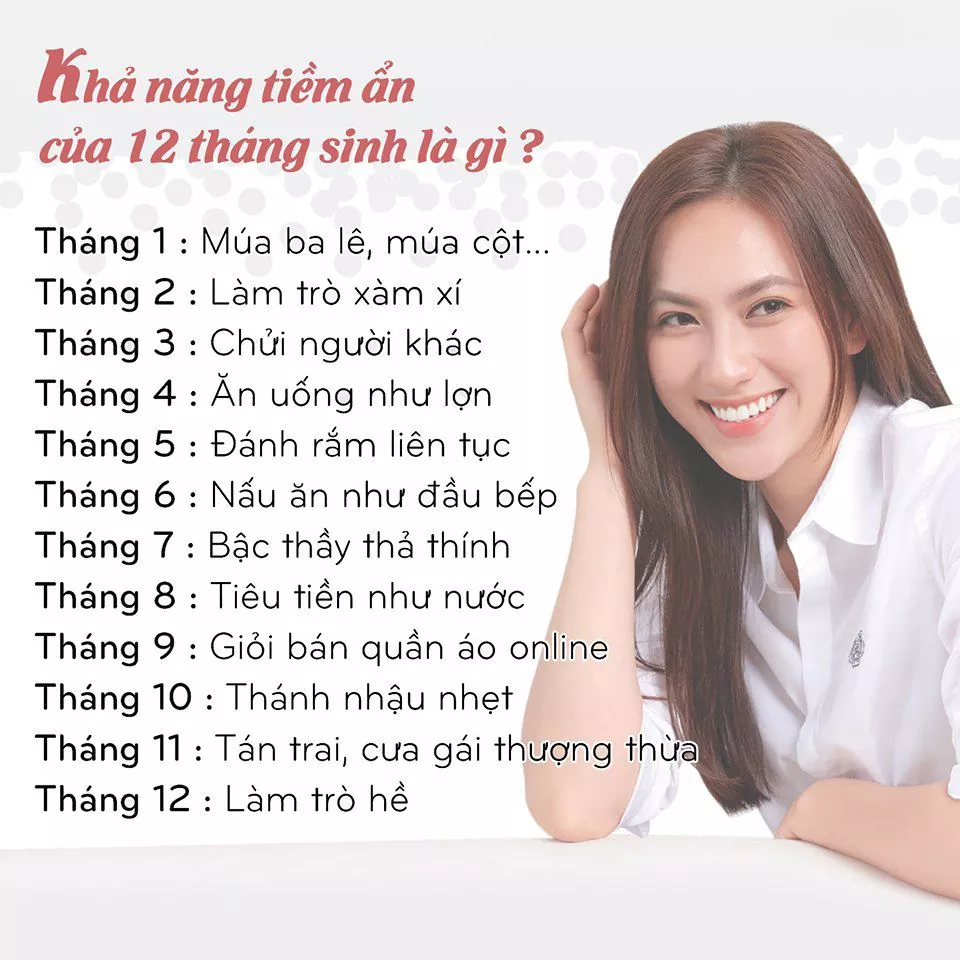 Khả năng tiềm ẩn
của 12 tháng sinh là gì ?
Tháng 1 : Múa ba lê, múa cột...
Tháng 2 : Làm trò xàm xí
Tháng 3 : Chửi người khác
Tháng 4 : Ăn uống như lợn
Tháng 5 : Đánh rắm liên tục
Tháng 6 : Nấu ăn như đầu bếp
Tháng 7 : Bậc thầy thả thính
Tháng 8 : Tiêu tiền như nước
Tháng 9 : Giỏi bán quần áo online
Tháng 10 : Thánh nhậu nhẹt
Tháng 11 : Tán trai, cưa gái thượng thừa
Tháng 12 : Làm trò hề